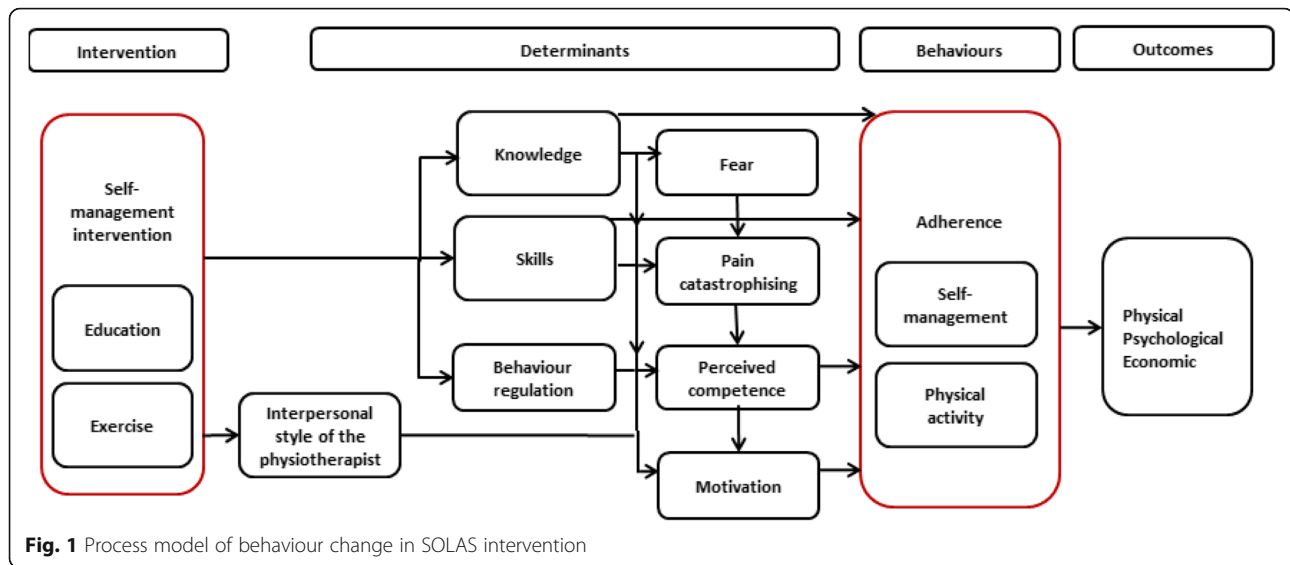 Intervention
Determinants
Behaviours
Outcomes
Self-
management
intervention
Education
Exercise
Interpersonal
style of the
physiotherapist
Knowledge
Skills
Behaviour
regulation
Fear
Pain
catastrophising
Perceived
competence
Motivation
Adherence
Self-
management
Physical
activity
Physical
Psychological
Economic
Fig. 1 Process model of behaviour change in SOLAS intervention